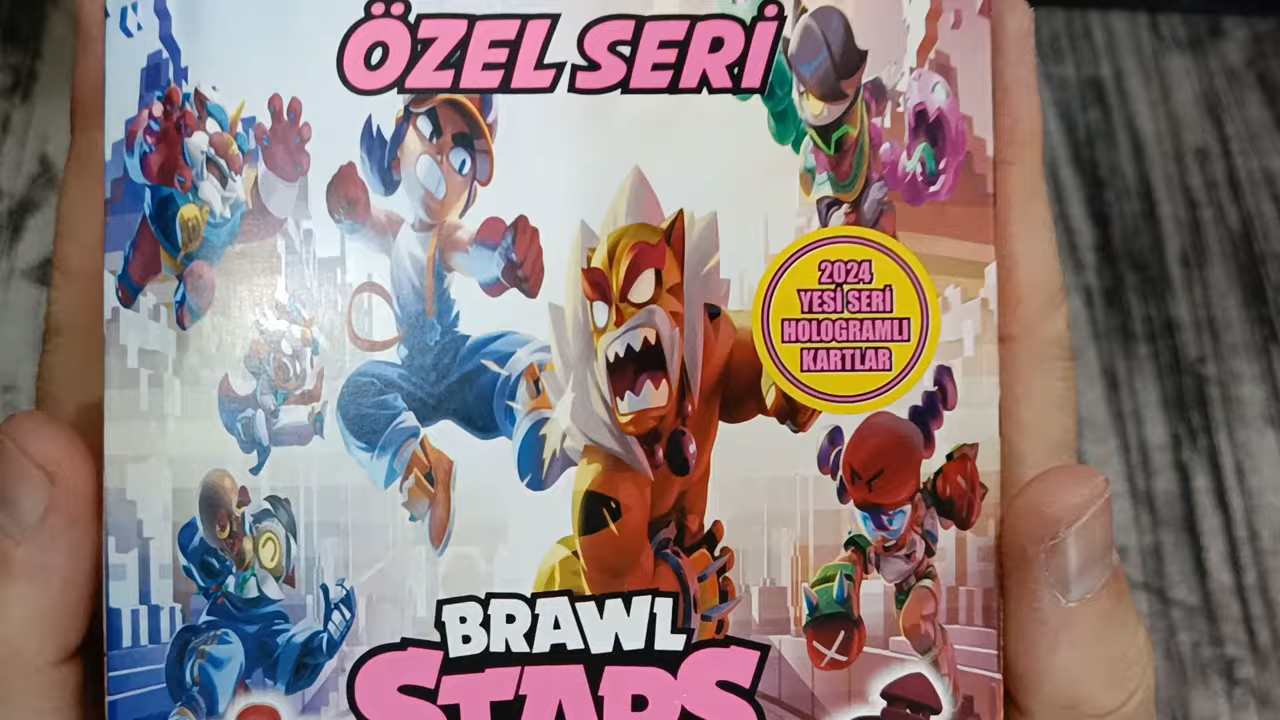 ÖZEL SERİ
2024
YESİ SERİ
HOLOGRAMLI
KARTLAR
BRAWL
STARS